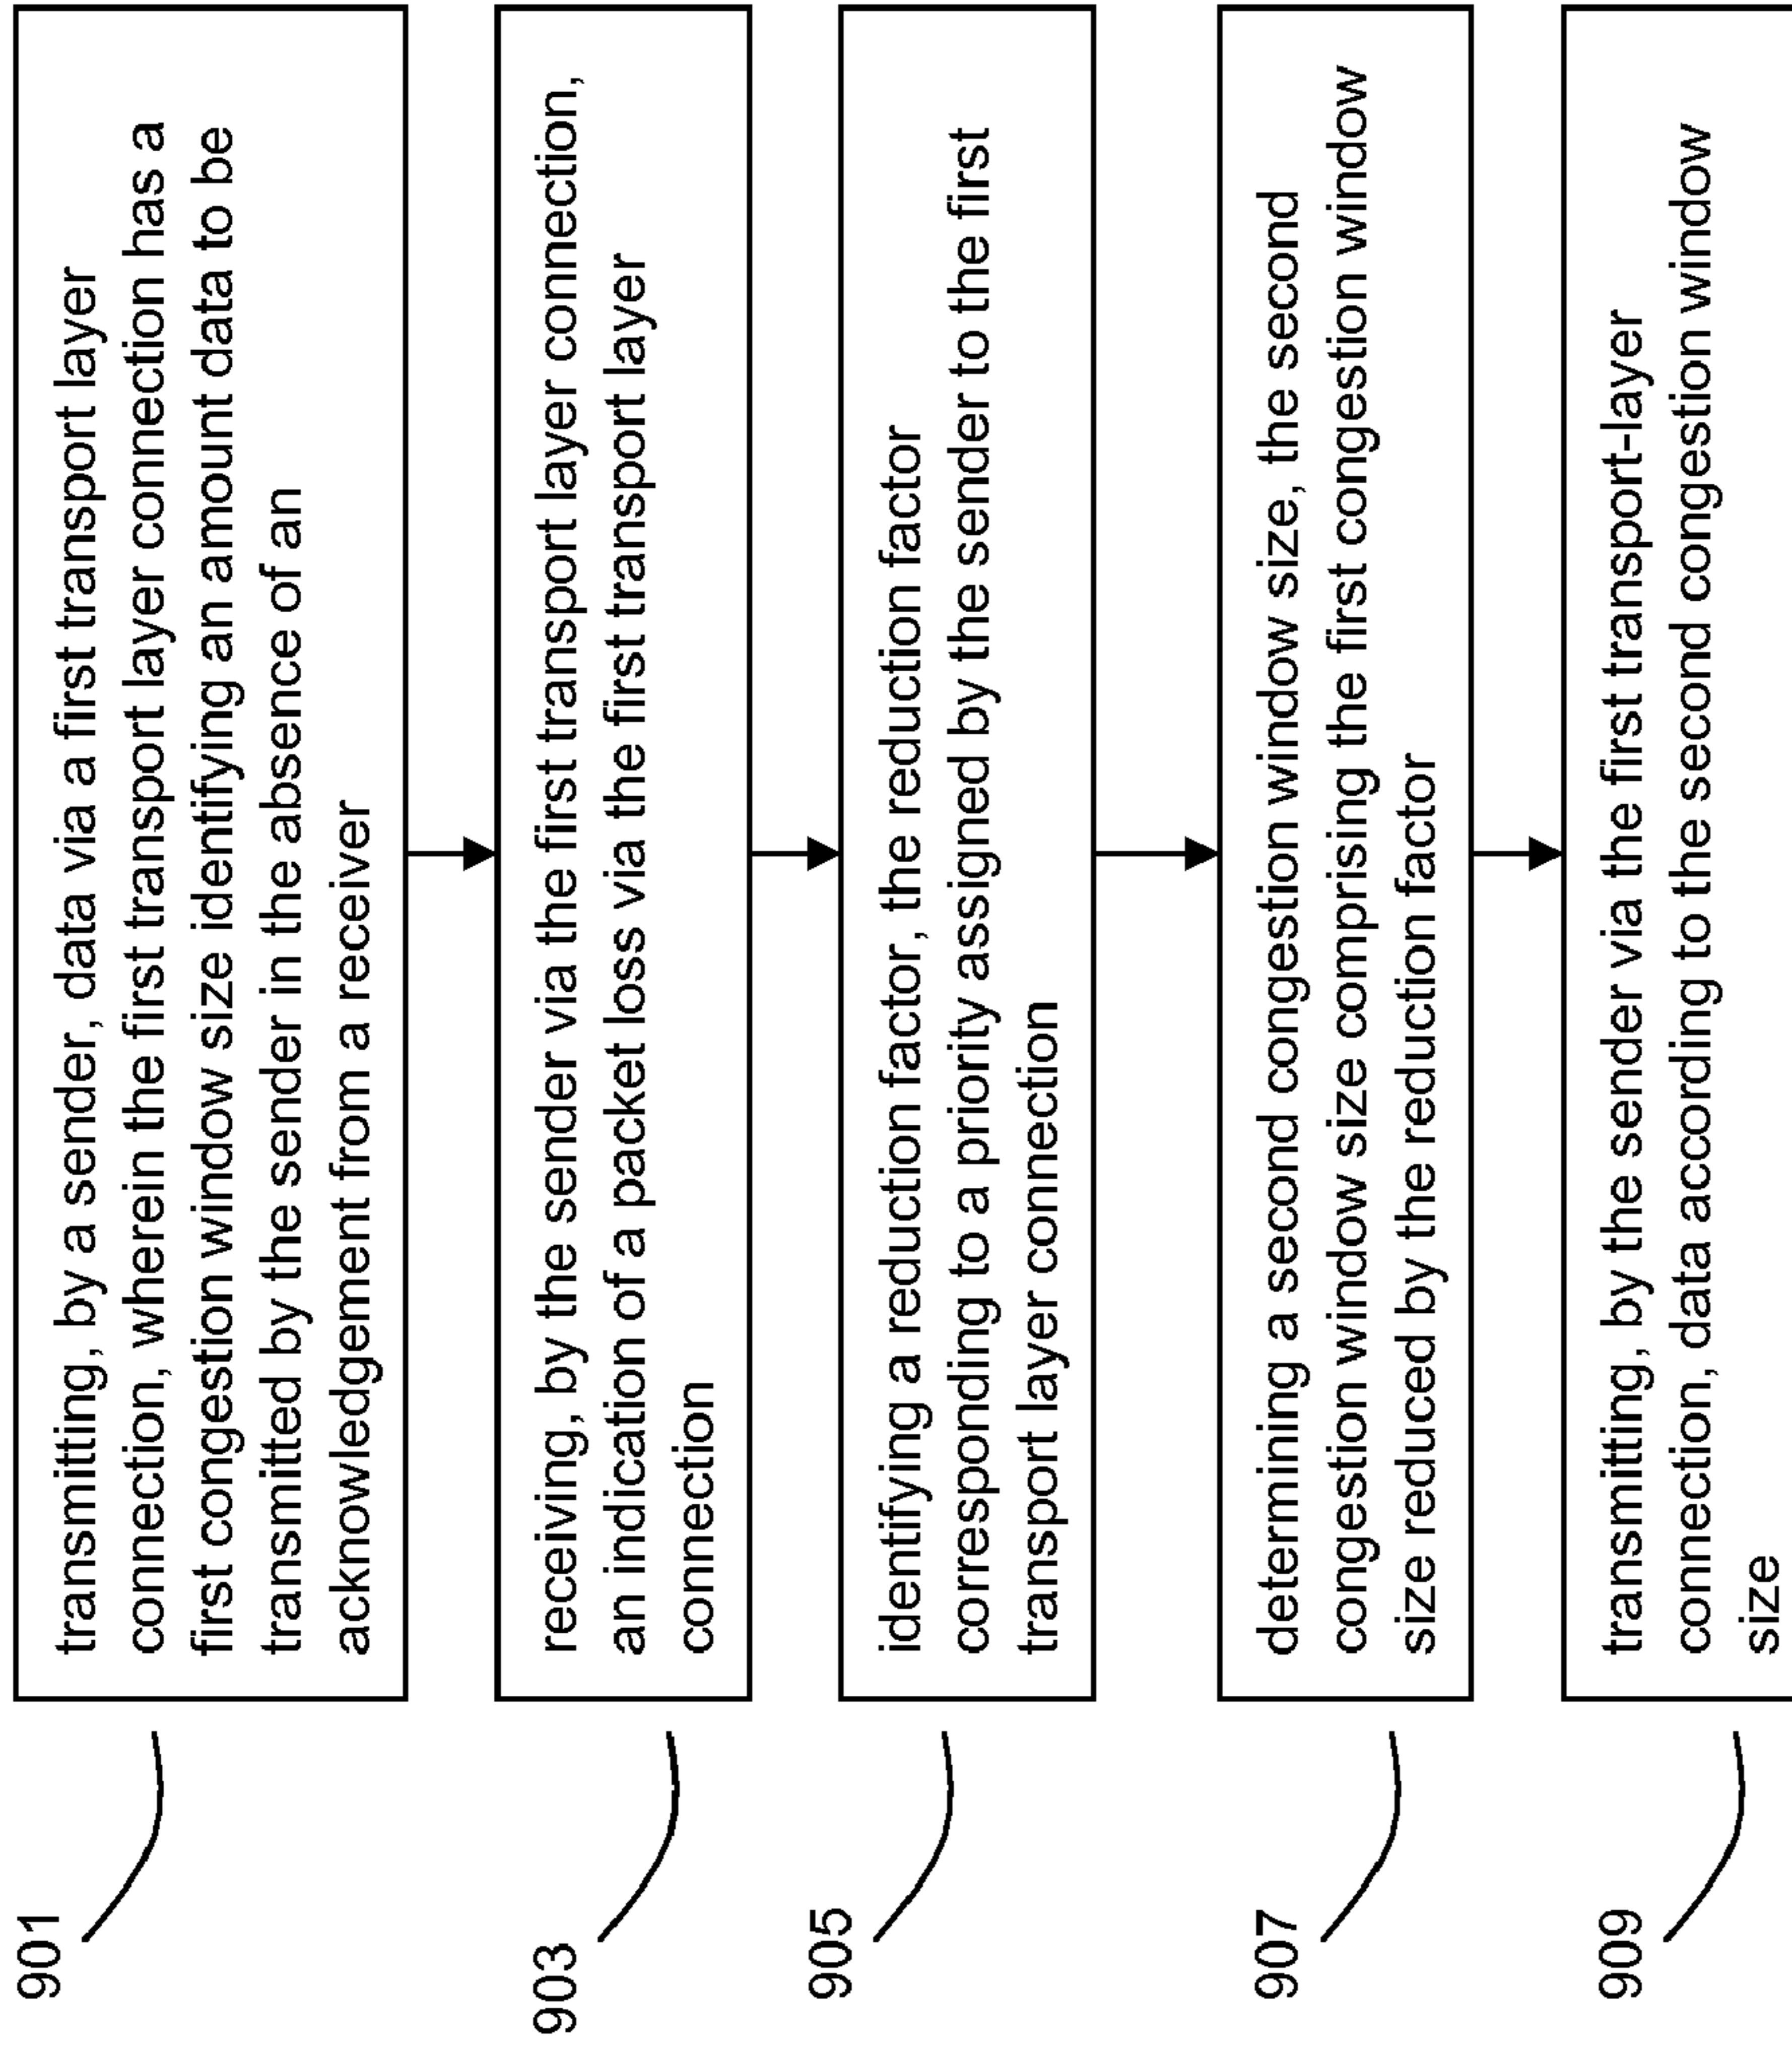 901
transmitting, by a sender, data via a first transport layer
connection, wherein the first transport layer connection has a
first congestion window size identifying an amount data to be
transmitted by the sender in the absence of an
acknowledgement from a receiver
903
receiving, by the sender via the first transport layer connection,
an indication of a packet loss via the first transport layer
connection
905
identifying a reduction factor, the reduction factor
corresponding to a priority assigned by the sender to the first
transport layer connection
907
determining a second congestion window size, the second
congestion window size comprising the first congestion window
size reduced by the reduction factor
909
transmitting, by the sender via the first transport-layer
connection, data according to the second congestion window
size